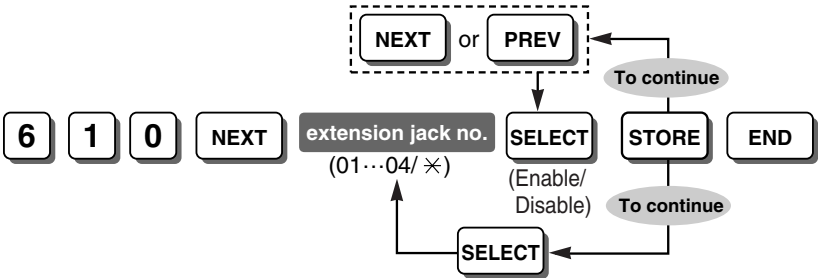 NEXT or PREV
To continue
6 1 0 NEXT extension jack no. SELECT STORE END
(01···04/ ✳)
(Enable/
Disable)
To continue
SELECT